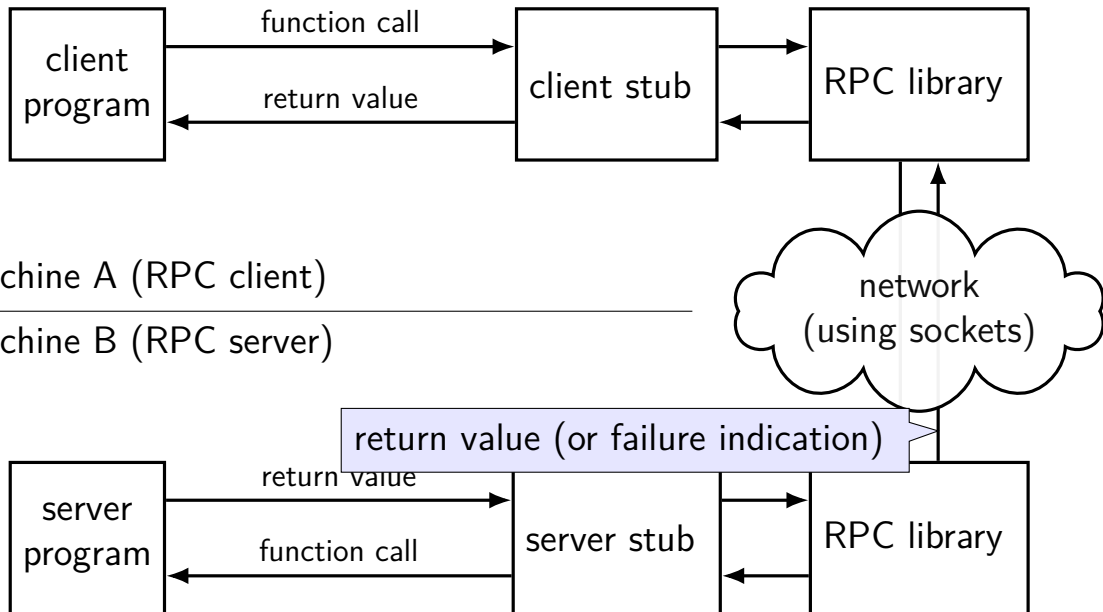 function call
client
program
return value
client stub
RPC library
chine A (RPC client)
chine B (RPC server)
network
(using sockets)
return value (or failure indication)
return value
server
program
function call
server stub
RPC library